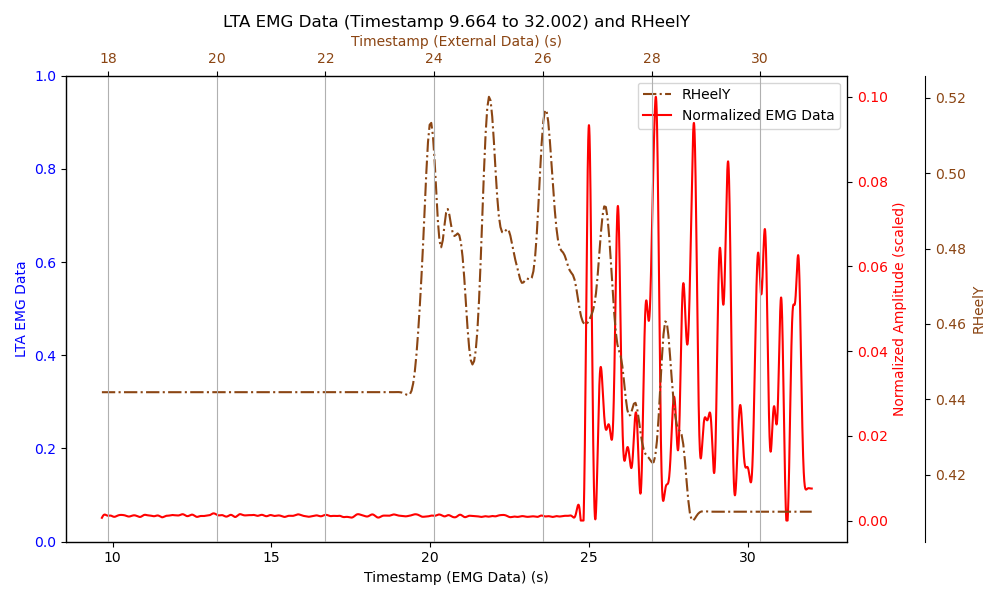 LTA EMG Data (Timestamp 9.664 to 32.002) and RHeelY
Timestamp (External Data) (s)
18 20 22 24 26 28 30
RHeelY
Normalized EMG Data
1.0
0.8
0.6
0.4
0.2
0.0
LTA EMG Data
0.10
0.08
0.06
0.04
0.02
0.00
Normalized Amplitude (scaled)
0.52
0.50
0.48
0.46
0.44
0.42
RHeelY
10 15 20 25 30
Timestamp (EMG Data) (s)